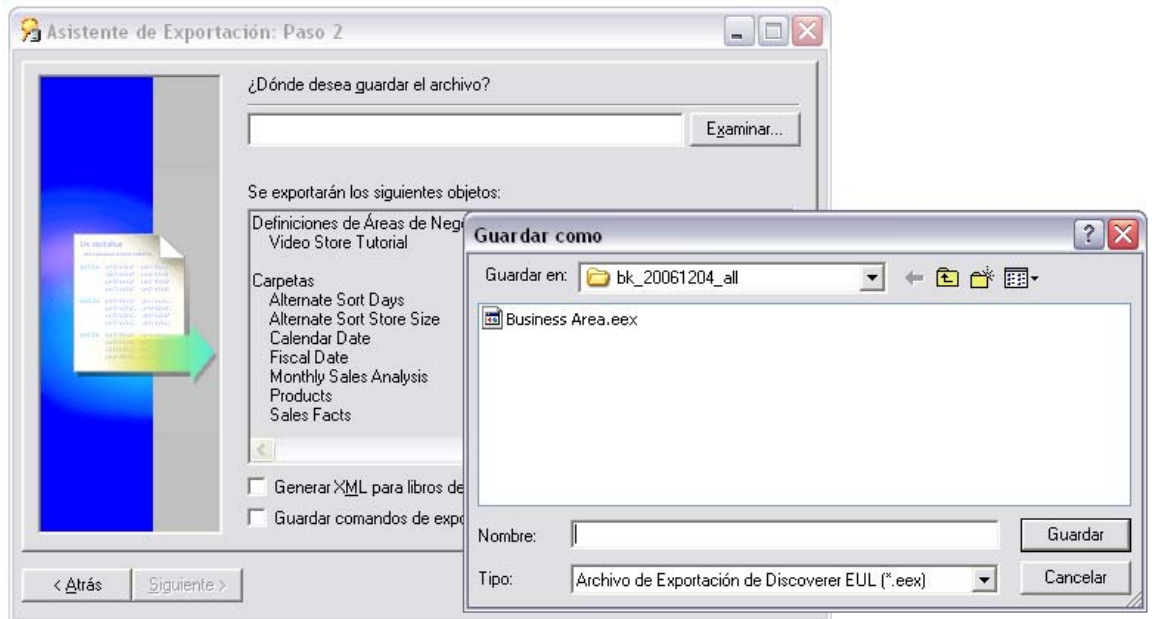 Asistente de Exportación: Paso 2
¿Dónde desea guardar el archivo?
Examinar...
Se exportarán los siguientes objetos:
Definiciones de Áreas de
Video Store Tutorial
Carpetas
Alternate Sort Days
Alternate Sort Store Size
Calendar Date
Fiscal Date
Monthly Sales Analysis
Products
Sales Facts
Generar XML para libros de
Guardar comandos de
< Atrás
Siguiente >
Guardar como
Guardar en:
bk_20061204_all
Business Area.eex
Nombre:
Guardar
Tipo:
Archivo de Exportación de Discoverer EUL (*.eex)
Cancelar